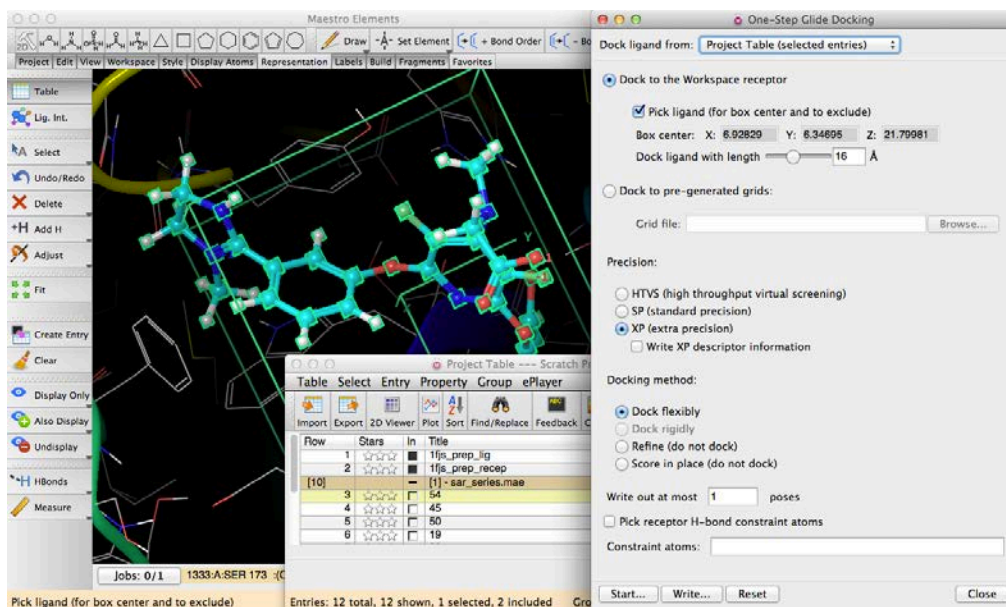 Maestro Elements
2D Draw Set Element + Bond Order - Bo
Project Edit View Workspace Style Display Atoms Representation Labels Build Fragments Favorites
Table
Lig. Int.
Select
Undo/Redo
Delete
+H Add H
Adjust
Fit
Create Entry
Clear
Display Only
Also Display
Undisplay
HBonds
Measure
Y
Jobs: 0/1 1333:A:SER 173 :(C
Pick ligand (for box center and to exclude)
Project Table --- Scratch Pr
Table Select Entry Property Group ePlayer
Import Export 2D Viewer Plot Sort Find/Replace Feedback
Row Stars In Title
1 1fjs_prep_lig
2 1fjs_prep_recep
[10] [1] - sar_series.mae
3 54
4 45
5 50
6 19
Entries: 12 total, 12 shown, 1 selected, 2 included Gro
One-Step Glide Docking
Dock ligand from: Project Table (selected entries)
Dock to the Workspace receptor
Pick ligand (for box center and to exclude)
Box center: X: 6.92829 Y: 6.34695 Z: 21.79981
Dock ligand with length 16 Å
Dock to pre-generated grids:
Grid file: Browse...
Precision:
HTVS (high throughput virtual screening)
SP (standard precision)
XP (extra precision)
Write XP descriptor information
Docking method:
Dock flexibly
Dock rigidly
Refine (do not dock)
Score in place (do not dock)
Write out at most 1 poses
Pick receptor H-bond constraint atoms
Constraint atoms:
Start... Write... Reset Close